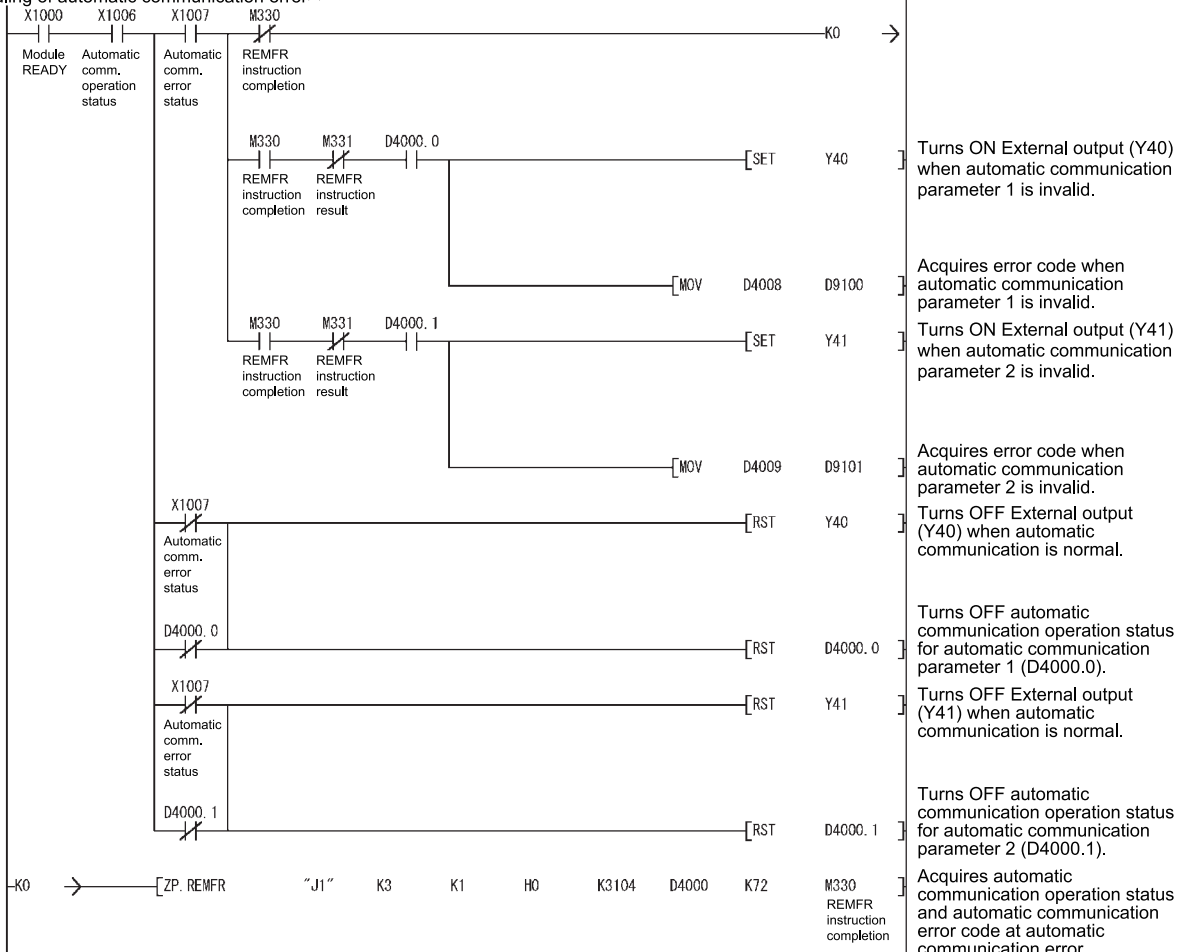 aling of automatic communication error
X1000 X1006 X1007 M330
K0
Module READY
Automatic comm. operation status
Automatic comm. error status
REMFR instruction completion
M330 M331 D4000.0
SET Y40
REMFR instruction completion
REMFR instruction result
Turns ON External output (Y40)
when automatic communication
parameter 1 is invalid.
MOV D4008 D9100
Acquires error code when
automatic communication
parameter 1 is invalid.
M330 M331 D4000.1
SET Y41
REMFR instruction completion
REMFR instruction result
Turns ON External output (Y41)
when automatic communication
parameter 2 is invalid.
MOV D4009 D9101
Acquires error code when
automatic communication
parameter 2 is invalid.
X1007
RST Y40
Automatic comm. error status
Turns OFF External output
(Y40) when automatic
communication is normal.
D4000.0
RST D4000.0
Turns OFF automatic
communication operation status
for automatic communication
parameter 1 (D4000.0).
X1007
RST Y41
Automatic comm. error status
Turns OFF External output
(Y41) when automatic
communication is normal.
D4000.1
RST D4000.1
Turns OFF automatic
communication operation status
for automatic communication
parameter 2 (D4000.1).
K0 ZP.REMFR "J1" K3 K1 H0 K3104 D4000 K72 M330
REMFR instruction completion
Acquires automatic
communication operation status
and automatic communication
error code at automatic
communication error